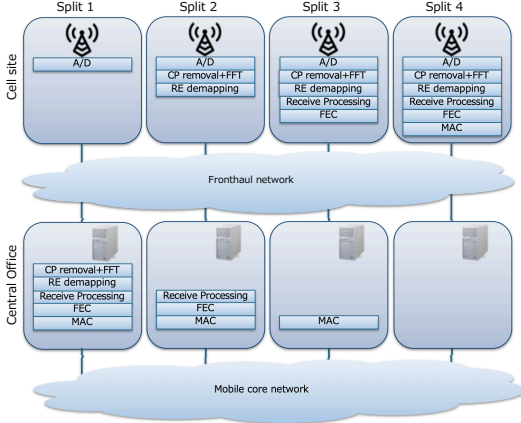 Split 1
Split 2
Split 3
Split 4
Cell site
A/D
A/D
CP removal+FFT
RE demapping
A/D
CP removal+FFT
RE demapping
Receive Processing
FEC
A/D
CP removal+FFT
RE demapping
Receive Processing
FEC
MAC
Fronthaul network
Central Office
CP removal+FFT
RE demapping
Receive Processing
FEC
MAC
Receive Processing
FEC
MAC
MAC
Mobile core network